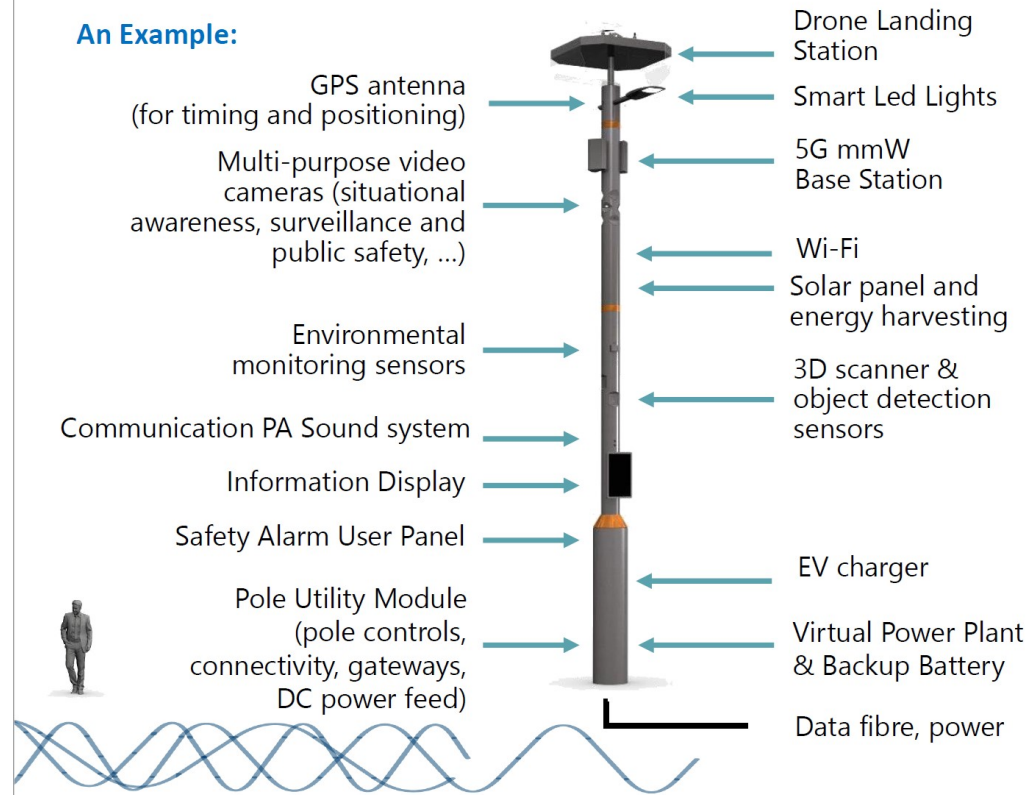 An Example:
GPS antenna
(for timing and positioning)
Multi-purpose video
cameras (situational
awareness, surveillance and
public safety, ...)
Environmental
monitoring sensors
Communication PA Sound system
Information Display
Safety Alarm User Panel
Pole Utility Module
(pole controls,
connectivity, gateways,
DC power feed)
Drone Landing
Station
Smart Led Lights
5G mmW
Base Station
Wi-Fi
Solar panel and
energy harvesting
3D scanner &
object detection
sensors
EV charger
Virtual Power Plant
& Backup Battery
Data fibre, power